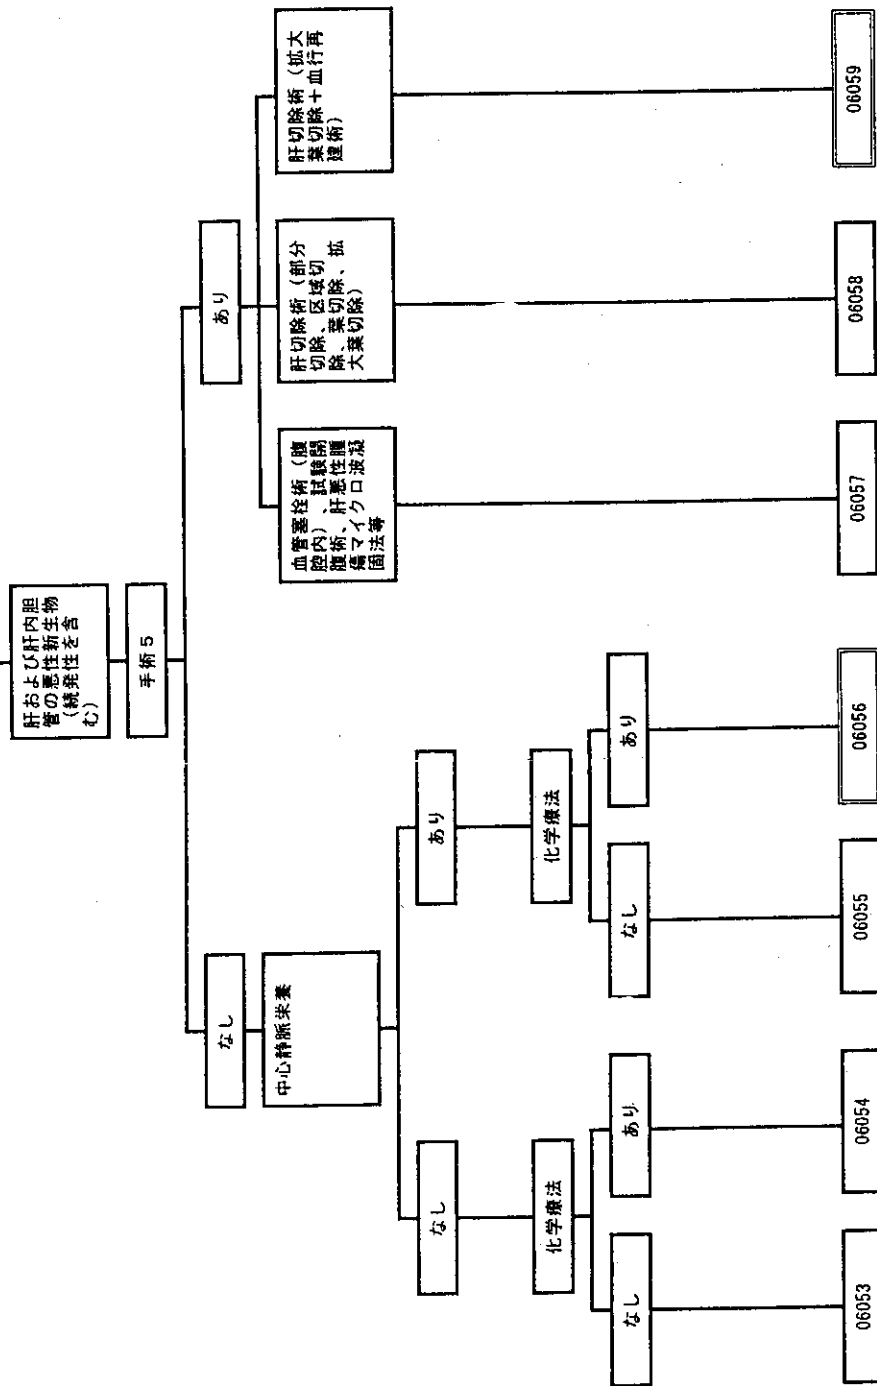 肝および肝内胆
管の悪性新生物
（続発性を含
む）
手術５
なし
あり
中心静脈栄養
血管塞栓術（腹
腔内）、試験開
腹術、肝悪性腫
瘍マイクロ波凝
固法等
肝切除術（部分
切除、区域切
除、葉切除、拡
大葉切除）
肝切除術（拡大
葉切除＋血行再
建術）
なし
あり
化学療法
化学療法
なし
あり
なし
あり
06053
06054
06055
06056
06057
06058
06059